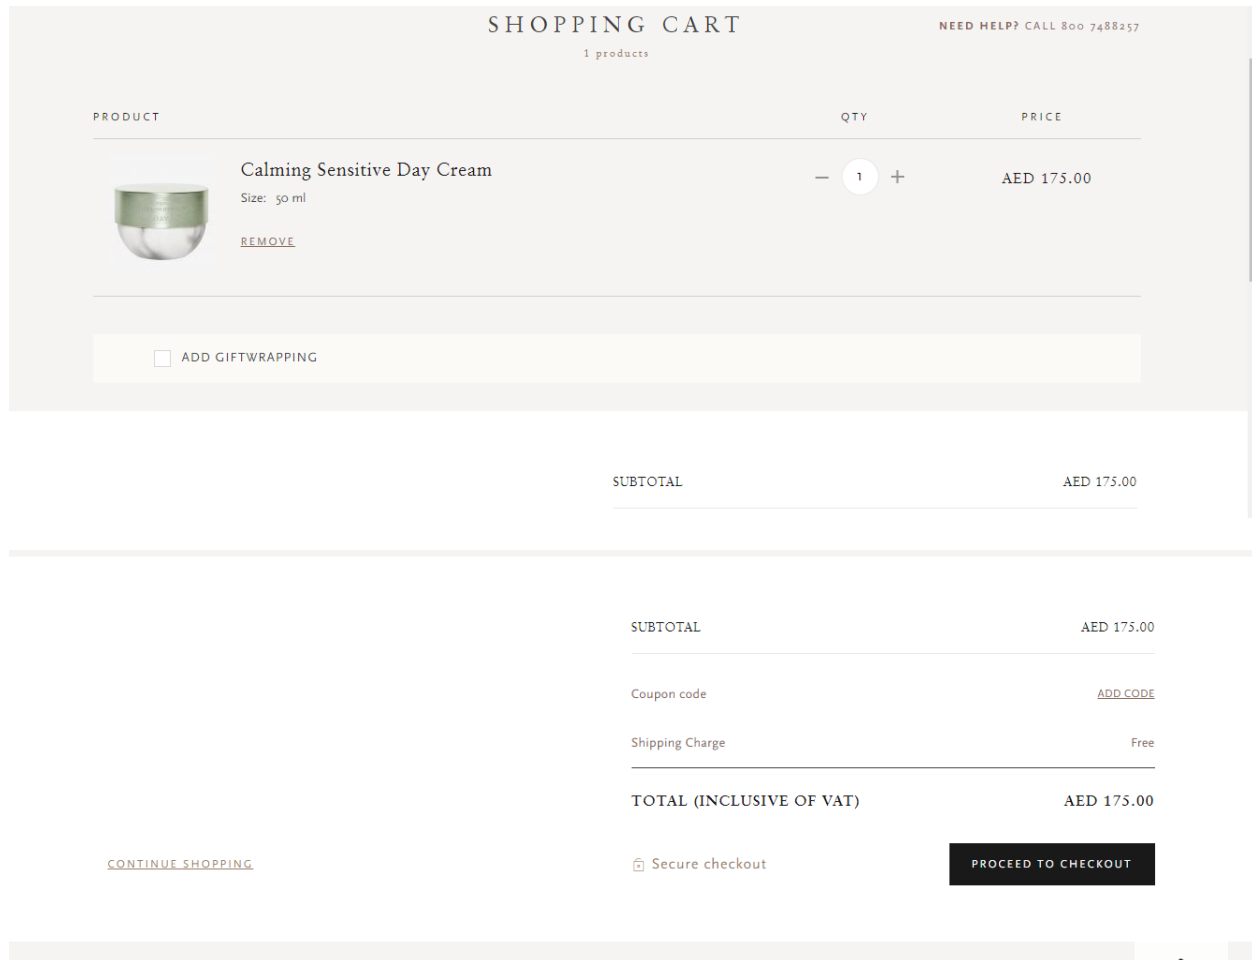 SHOPPING CART
NEED HELP? CALL 800 7488257
1 products
PRODUCT QTY PRICE
Calming Sensitive Day Cream
1
AED 175.00
Size: 50 ml
REMOVE
ADD GIFTWRAPPING
SUBTOTAL AED 175.00
SUBTOTAL AED 175.00
Coupon code ADD CODE
Shipping Charge Free
TOTAL (INCLUSIVE OF VAT) AED 175.00
CONTINUE SHOPPING
Secure checkout
PROCEED TO CHECKOUT